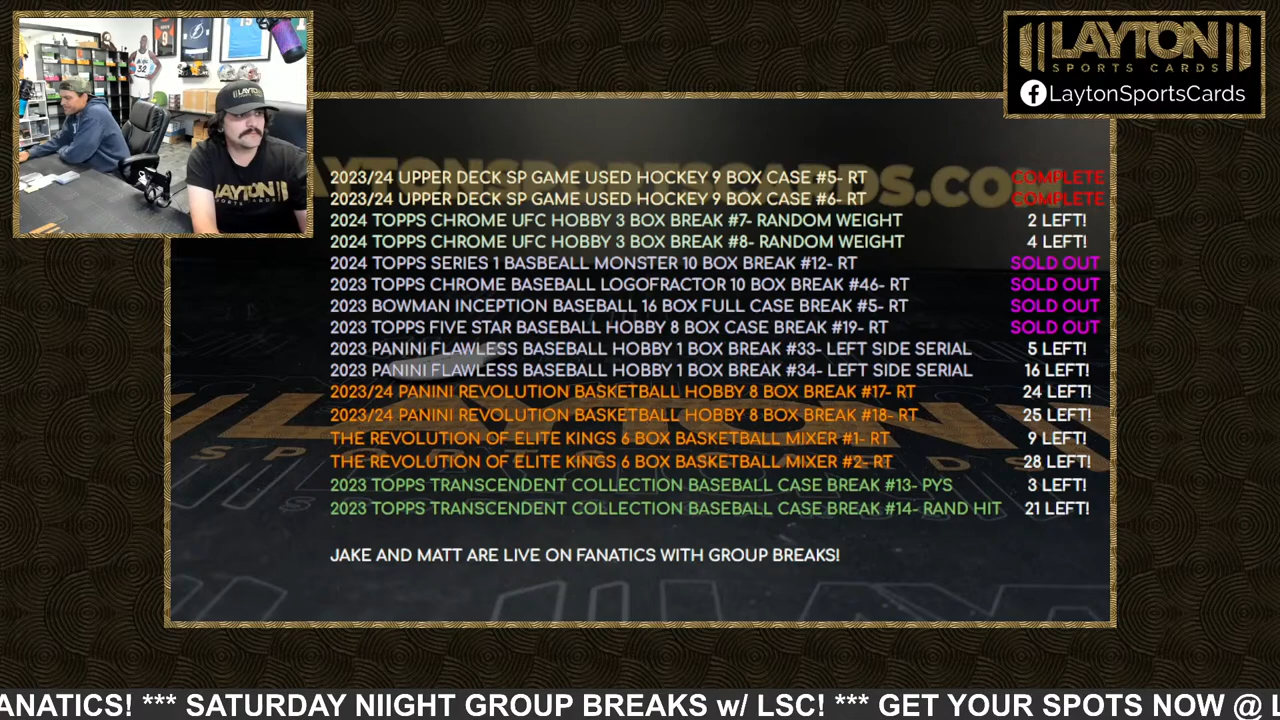 LAYTON
SPORTS CARDS
LaytonSportsCards
LAYTONSPORTSCARDS.COM
2023/24 UPPER DECK SP GAME USED HOCKEY 9 BOX CASE #5- RT COMPLETE
2023/24 UPPER DECK SP GAME USED HOCKEY 9 BOX CASE #6- RT COMPLETE
2024 TOPPS CHROME UFC HOBBY 3 BOX BREAK #7- RANDOM WEIGHT 2 LEFT!
2024 TOPPS CHROME UFC HOBBY 3 BOX BREAK #8- RANDOM WEIGHT 4 LEFT!
2024 TOPPS SERIES 1 BASBEALL MONSTER 10 BOX BREAK #12- RT SOLD OUT
2023 TOPPS CHROME BASEBALL LOGOFRACTOR 10 BOX BREAK #46- RT SOLD OUT
2023 BOWMAN INCEPTION BASEBALL 16 BOX FULL CASE BREAK #5- RT SOLD OUT
2023 TOPPS FIVE STAR BASEBALL HOBBY 8 BOX CASE BREAK #19- RT SOLD OUT
2023 PANINI FLAWLESS BASEBALL HOBBY 1 BOX BREAK #33- LEFT SIDE SERIAL 5 LEFT!
2023 PANINI FLAWLESS BASEBALL HOBBY 1 BOX BREAK #34- LEFT SIDE SERIAL 16 LEFT!
2023/24 PANINI REVOLUTION BASKETBALL HOBBY 8 BOX BREAK #17- RT 24 LEFT!
2023/24 PANINI REVOLUTION BASKETBALL HOBBY 8 BOX BREAK #18- RT 25 LEFT!
THE REVOLUTION OF ELITE KINGS 6 BOX BASKETBALL MIXER #1- RT 9 LEFT!
THE REVOLUTION OF ELITE KINGS 6 BOX BASKETBALL MIXER #2- RT 28 LEFT!
2023 TOPPS TRANSCENDENT COLLECTION BASEBALL CASE BREAK #13- PYS 3 LEFT!
2023 TOPPS TRANSCENDENT COLLECTION BASEBALL CASE BREAK #14- RAND HIT 21 LEFT!
JAKE AND MATT ARE LIVE ON FANATICS WITH GROUP BREAKS!
ANATICS! *** SATURDAY NIIGHT GROUP BREAKS w/ LSC! *** GET YOUR SPOTS NOW @ L